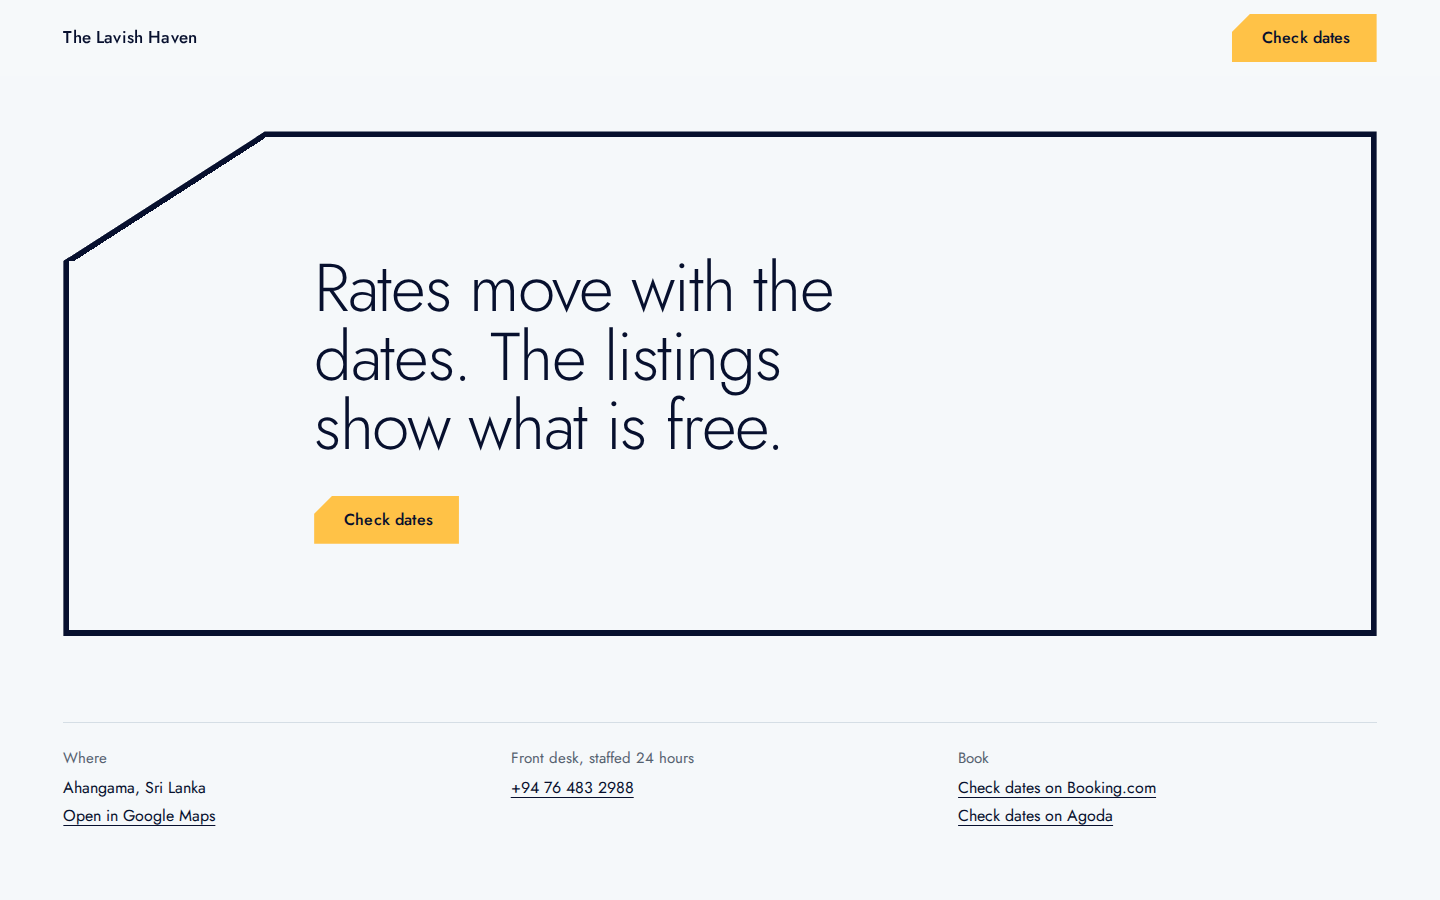 The Lavish Haven
Check dates
Rates move with the
dates. The listings
show what is free.
Check dates
Where
Ahangama, Sri Lanka
Open in Google Maps
Front desk, staffed 24 hours
+94 76 483 2988
Book
Check dates on Booking.com
Check dates on Agoda